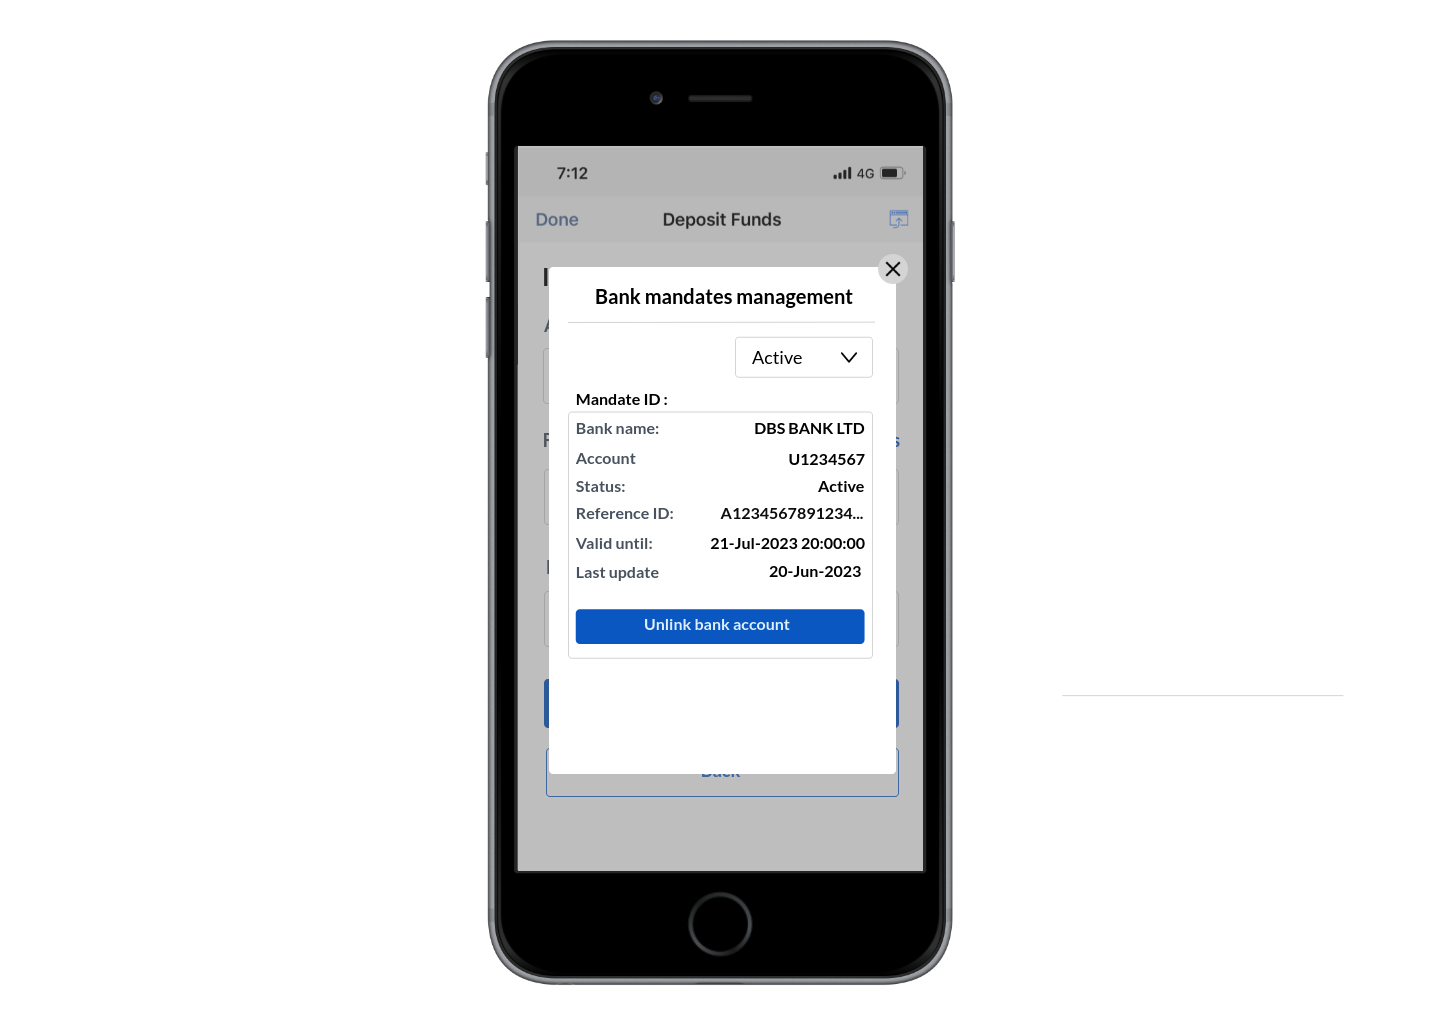 7:12 4G
Done Deposit Funds
Bank mandates management
Active
Mandate ID :
Bank name: DBS BANK LTD
Account U1234567
Status: Active
Reference ID: A1234567891234...
Valid until: 21-Jul-2023 20:00:00
Last update 20-Jun-2023
Unlink bank account